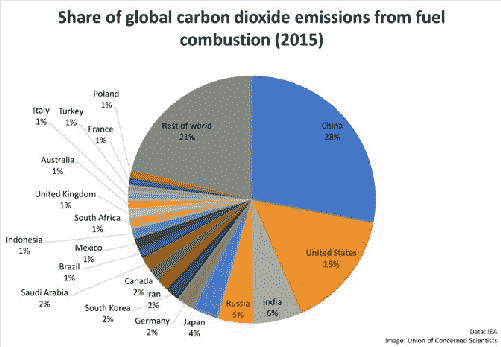 Share of global carbon dioxide emissions from fuel
combustion (2015)
China
28%
United States
15%
India
6%
Russia
5%
Japan
4%
Germany
2%
South Korea
2%
Iran
2%
Canada
2%
Saudi Arabia
2%
Brazil
1%
Mexico
1%
Indonesia
1%
South Africa
1%
United Kingdom
1%
Australia
1%
Italy
1%
Turkey
1%
France
1%
Poland
1%
Rest of world
Data: IEA
Image: Union of Concerned Scientists